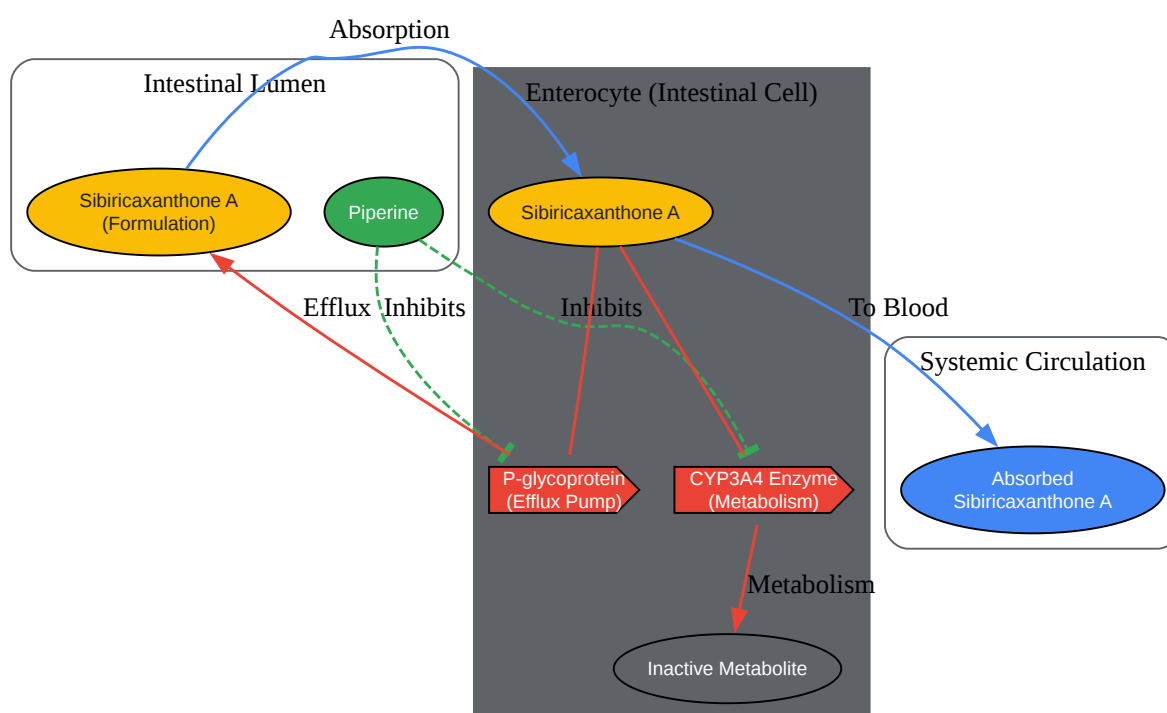 Absorption
Intestinal Lumen
Enterocyte (Intestinal Cell)
Sibiricaxanthone A
(Formulation)
Piperine
Sibiricaxanthone A
Efflux
Inhibits
Inhibits
To Blood
Systemic Circulation
P-glycoprotein
(Efflux Pump)
CYP3A4 Enzyme
(Metabolism)
Absorbed
Sibiricaxanthone A
Metabolism
Inactive Metabolite